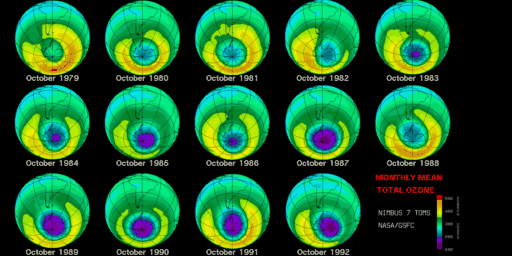 October 1979
October 1980
October 1981
October 1982
October 1983
October 1984
October 1985
October 1986
October 1987
October 1988
October 1989
October 1990
October 1991
October 1992
MONTHLY MEAN
TOTAL OZONE
NIMBUS 7 TOMS
NASA/GSFC